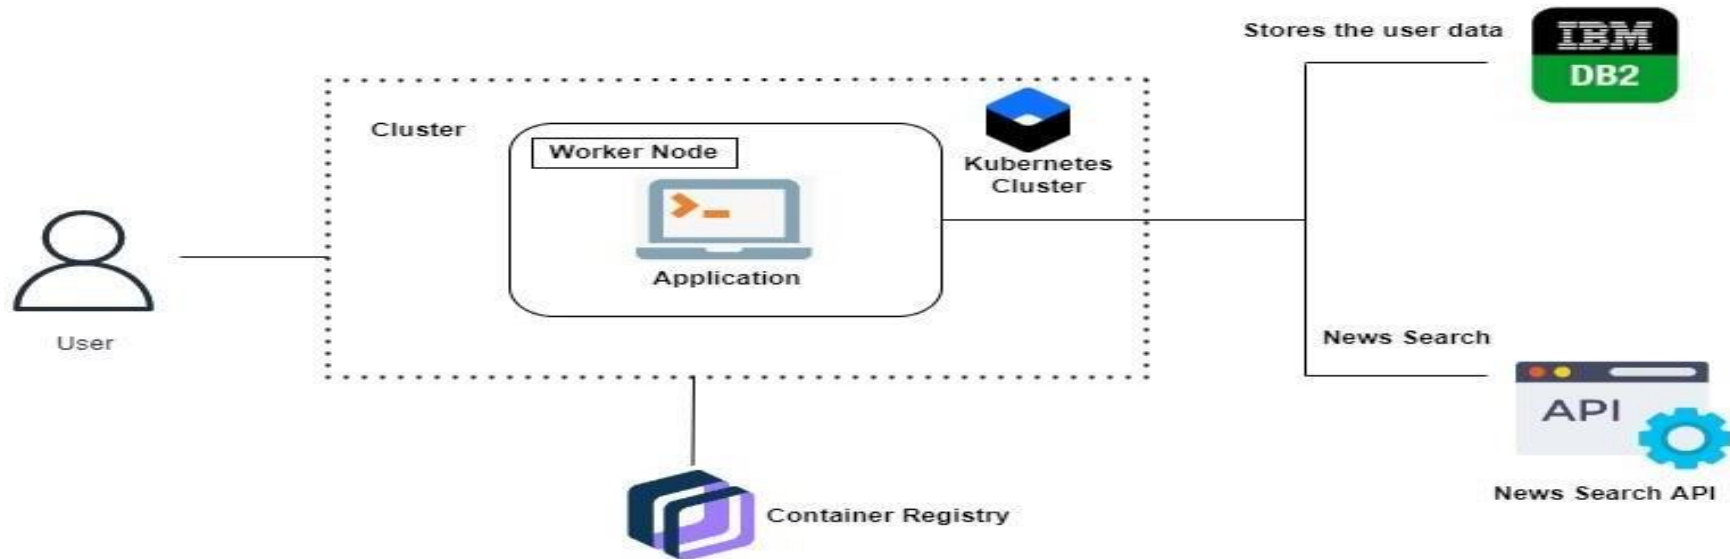 Stores the user data
IBM
DB2
Cluster
Worker Node
Application
Kubernetes
Cluster
User
News Search
API
News Search API
Container Registry